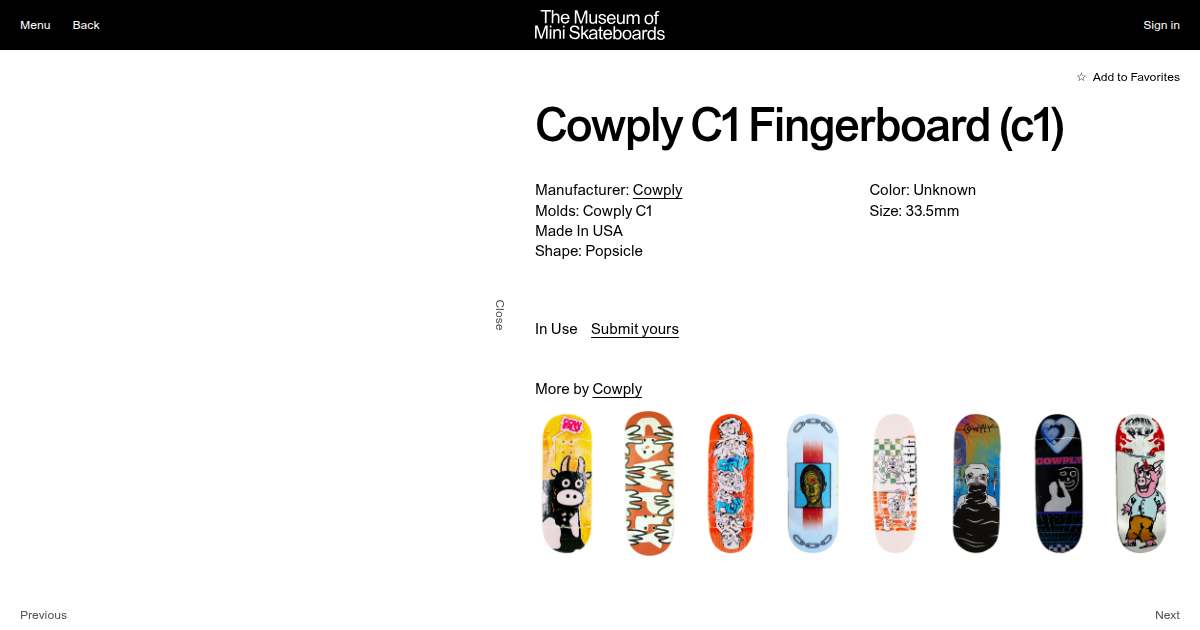 Menu
Back
The Museum of
Mini Skateboards
Sign in
☆ Add to Favorites
Cowply C1 Fingerboard (c1)
Manufacturer: Cowply
Molds: Cowply C1
Made In USA
Shape: Popsicle
Color: Unknown
Size: 33.5mm
Close
In Use Submit yours
More by Cowply
COWPLY
Previous
Next